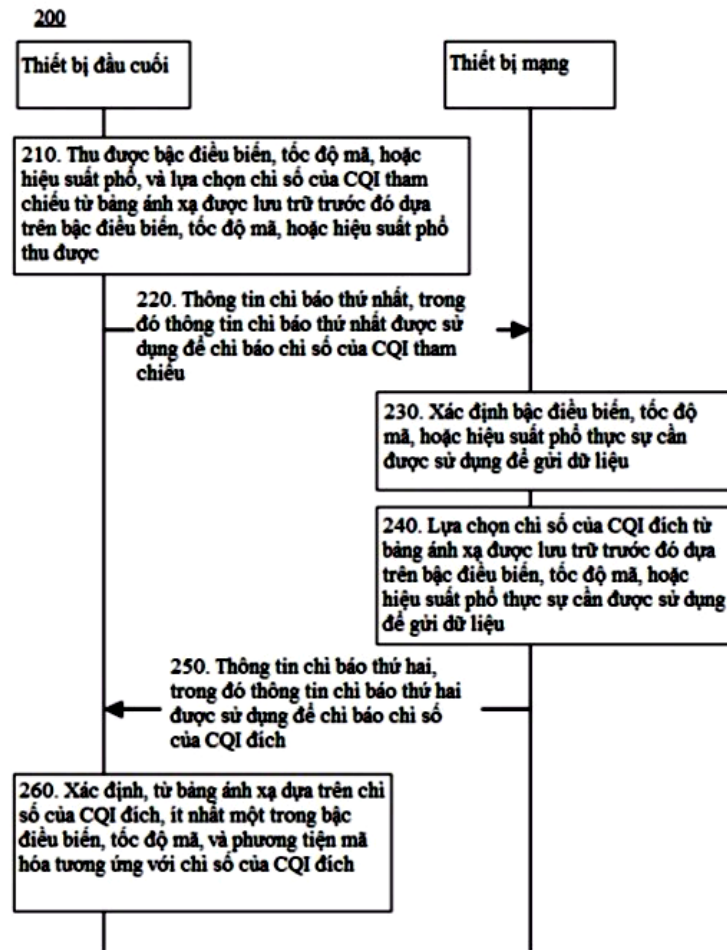 200
Thiết bị đầu cuối
Thiết bị mạng
210. Thu được bậc điều biến, tốc độ mã, hoặc
hiệu suất phổ, và lựa chọn chỉ số của CQI tham
chiếu từ bảng ánh xạ được lưu trữ trước đó dựa
trên bậc điều biến, tốc độ mã, hoặc hiệu suất phổ
thu được
220. Thông tin chỉ báo thứ nhất, trong
đó thông tin chỉ báo thứ nhất được sử
dụng để chỉ báo chỉ số của CQI tham
chiếu
230. Xác định bậc điều biến, tốc độ
mã, hoặc hiệu suất phổ thực sự cần
được sử dụng để gửi dữ liệu
240. Lựa chọn chỉ số của CQI đích từ
bảng ánh xạ được lưu trữ trước đó dựa
trên bậc điều biến, tốc độ mã, hoặc
hiệu suất phổ thực sự cần được sử dụng
để gửi dữ liệu
250. Thông tin chỉ báo thứ hai,
trong đó thông tin chỉ báo thứ hai
được sử dụng để chỉ báo chỉ số
của CQI đích
260. Xác định, từ bảng ánh xạ dựa trên chỉ
số của CQI đích, ít nhất một trong bậc
điều biến, tốc độ mã, và phương tiện mã
hóa tương ứng với chỉ số của CQI đích